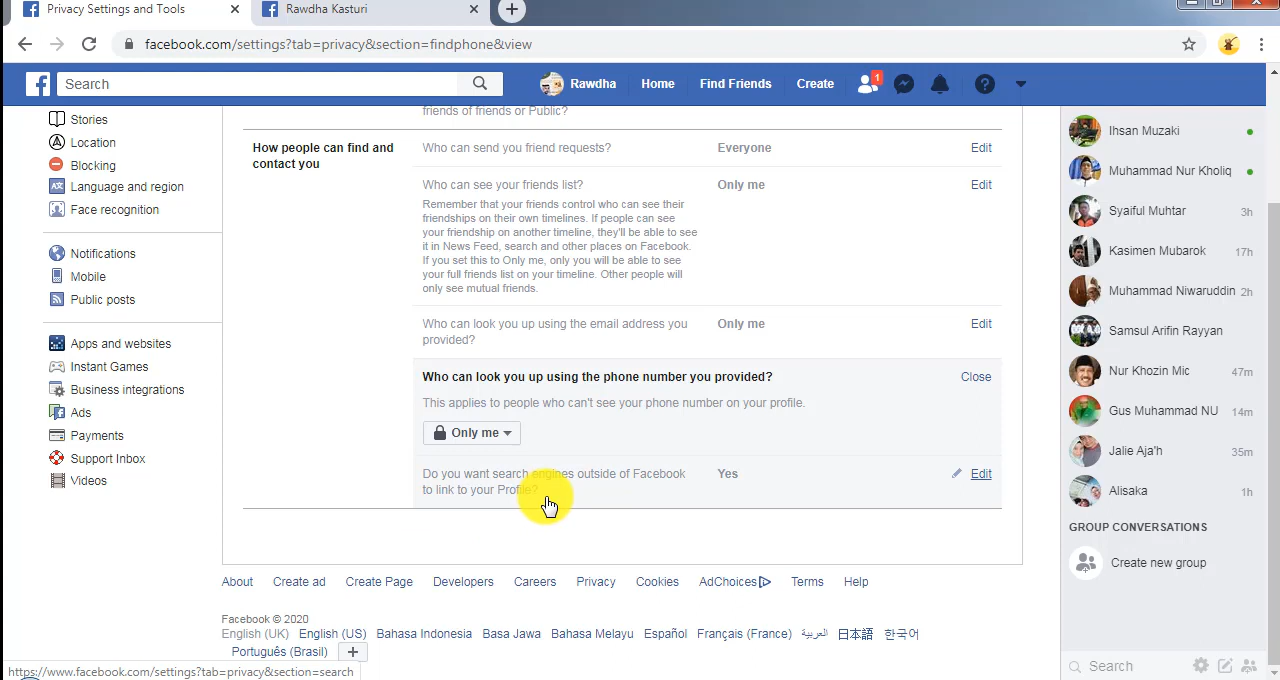 Privacy Settings and Tools
Rawdha Kasturi
facebook.com/settings?tab=privacy&section=findphone&view
Search
Rawdha
Home
Find Friends
Create
1
Stories
Location
Blocking
Language and region
Face recognition
Notifications
Mobile
Public posts
Apps and websites
Instant Games
Business integrations
Ads
Payments
Support Inbox
Videos
friends of friends or Public?
How people can find and
contact you
Who can send you friend requests?
Everyone
Edit
Who can see your friends list?
Only me
Edit
Remember that your friends control who can see their
friendships on their own timelines. If people can see
your friendship on another timeline, they'll be able to see
it in News Feed, search and other places on Facebook.
If you set this to Only me, only you will be able to see
your full friends list on your timeline. Other people will
only see mutual friends.
Who can look you up using the email address you
provided?
Only me
Edit
Who can look you up using the phone number you provided?
Close
This applies to people who can't see your phone number on your profile.
Only me
Do you want search engines outside of Facebook
to link to your Profile?
Yes
Edit
About
Create ad
Create Page
Developers
Careers
Privacy
Cookies
AdChoices
Terms
Help
Facebook © 2020
English (UK)
English (US)
Bahasa Indonesia
Basa Jawa
Bahasa Melayu
Español
Français (France)
العربية
日本語
한국어
Português (Brasil)
https://www.facebook.com/settings?tab=privacy&section=search
Ihsan Muzaki
Muhammad Nur Kholiq
Syaiful Muhtar
3h
Kasimen Mubarok
17h
Muhammad Niwaruddin
2h
Samsul Arifin Rayyan
Nur Khozin Mic
47m
Gus Muhammad NU
14m
Jalie Aja'h
35m
Alisaka
1h
GROUP CONVERSATIONS
Create new group
Search